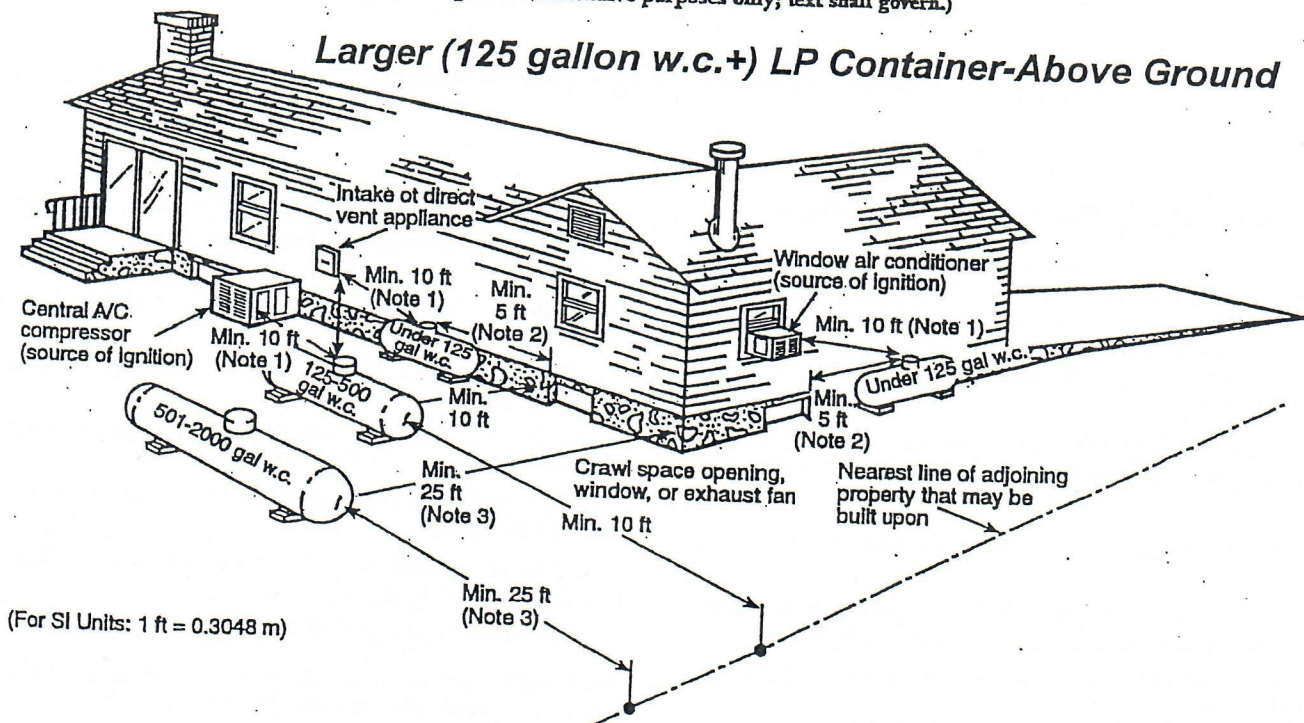 purposes only; text shall govern.)
Larger (125 gallon w.c.+) LP Container-Above Ground
Intake ot direct
vent appliance
Min. 10 ft
(Note 1)
Min.
5 ft
(Note 2)
Window air conditioner
(source of ignition)
Min. 10 ft (Note 1)
Central A/C
compressor
(source of ignition)
Min. 10 ft
(Note 1)
Under 125
gal w.c.
Under 125 gal w.c.
125-500
gal w.c.
Min.
10 ft
Min.
5 ft
(Note 2)
501-2000 gal w.c.
Min.
25 ft
(Note 3)
Crawl space opening,
window, or exhaust fan
Nearest line of adjoining
property that may be
built upon
Min. 10 ft
Min. 25 ft
(Note 3)
(For SI Units: 1 ft = 0.3048 m)